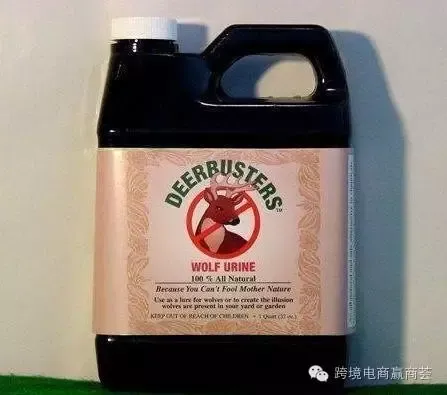 DEERBUSTERS™
WOLF URINE
100 % All Natural
Because You Can't Fool Mother Nature
Use as a lure for wolves or to create the illusion
wolves are present in your yard or garden
KEEP OUT OF REACH OF CHILDREN • 1 Quart (32 oz.)
跨境电商赢商荟